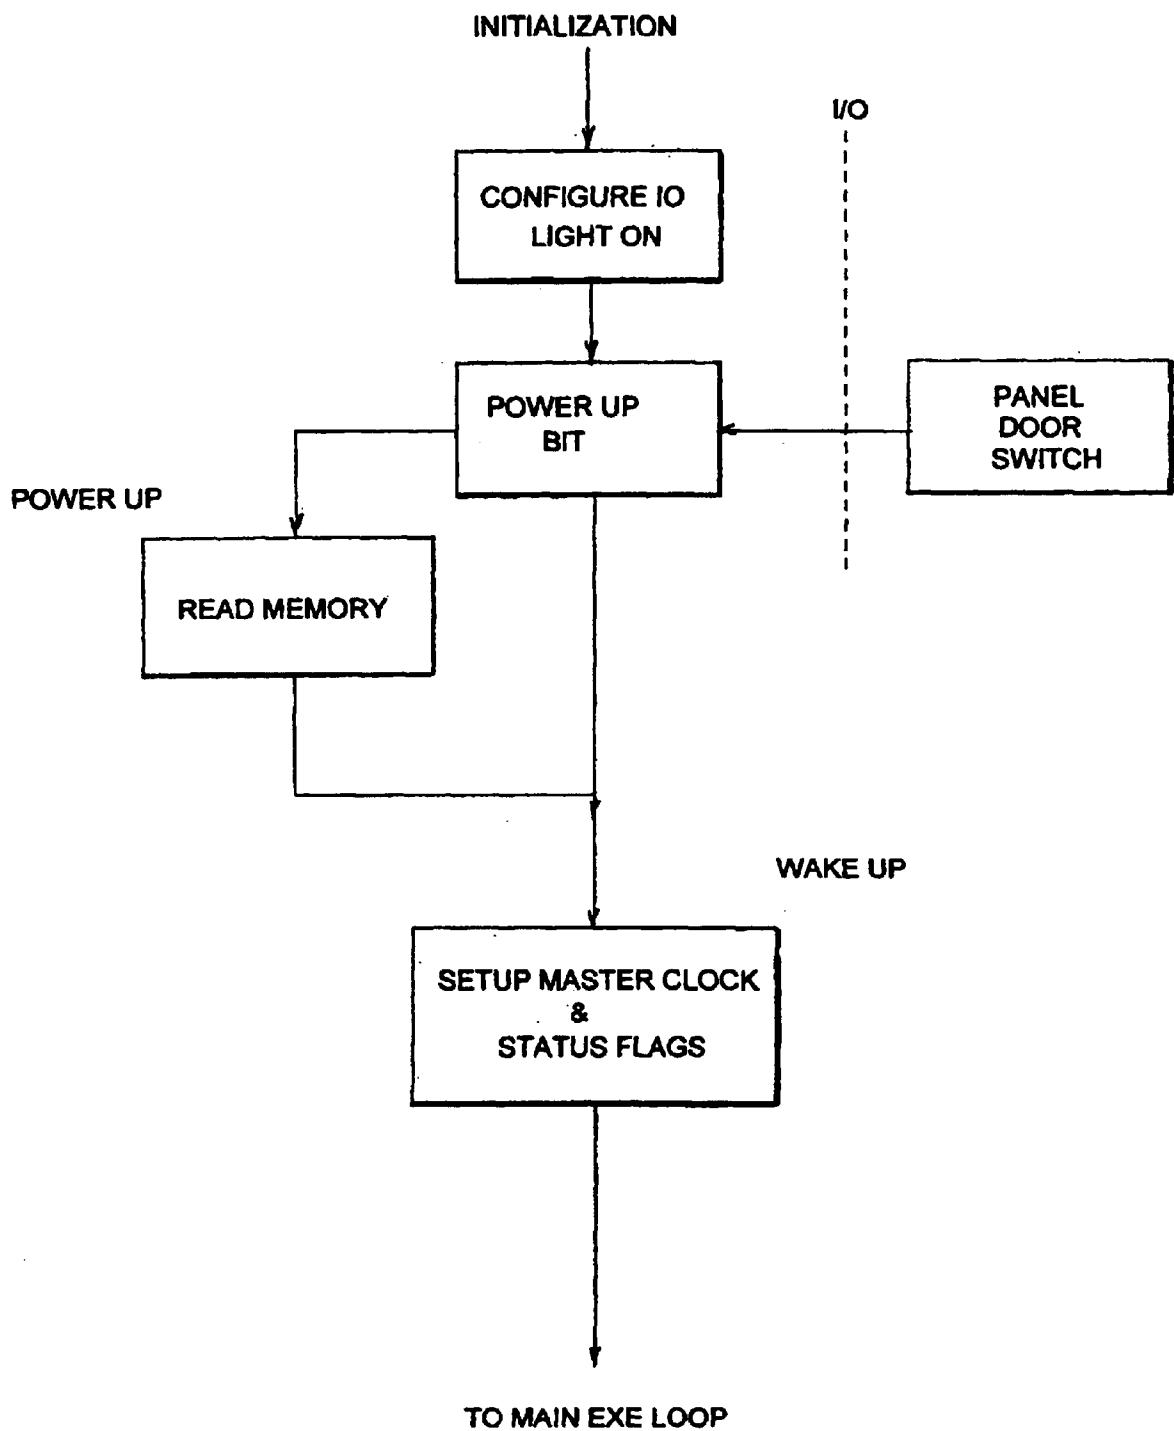 INITIALIZATION
I/O
CONFIGURE IO
LIGHT ON
POWER UP
BIT
PANEL
DOOR
SWITCH
POWER UP
READ MEMORY
WAKE UP
SETUP MASTER CLOCK
&
STATUS FLAGS
TO MAIN EXE LOOP